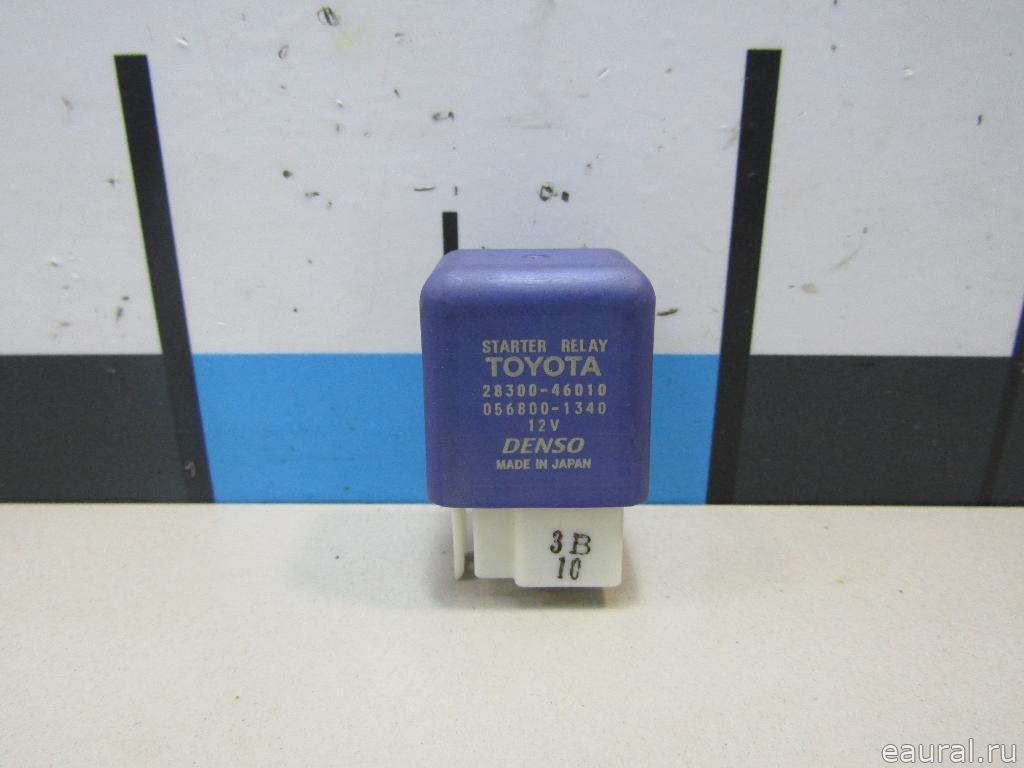 STARTER RELAY
TOYOTA
28300-46010
056800-1340
12V
DENSO
MADE IN JAPAN
3B
10
eaural.ru